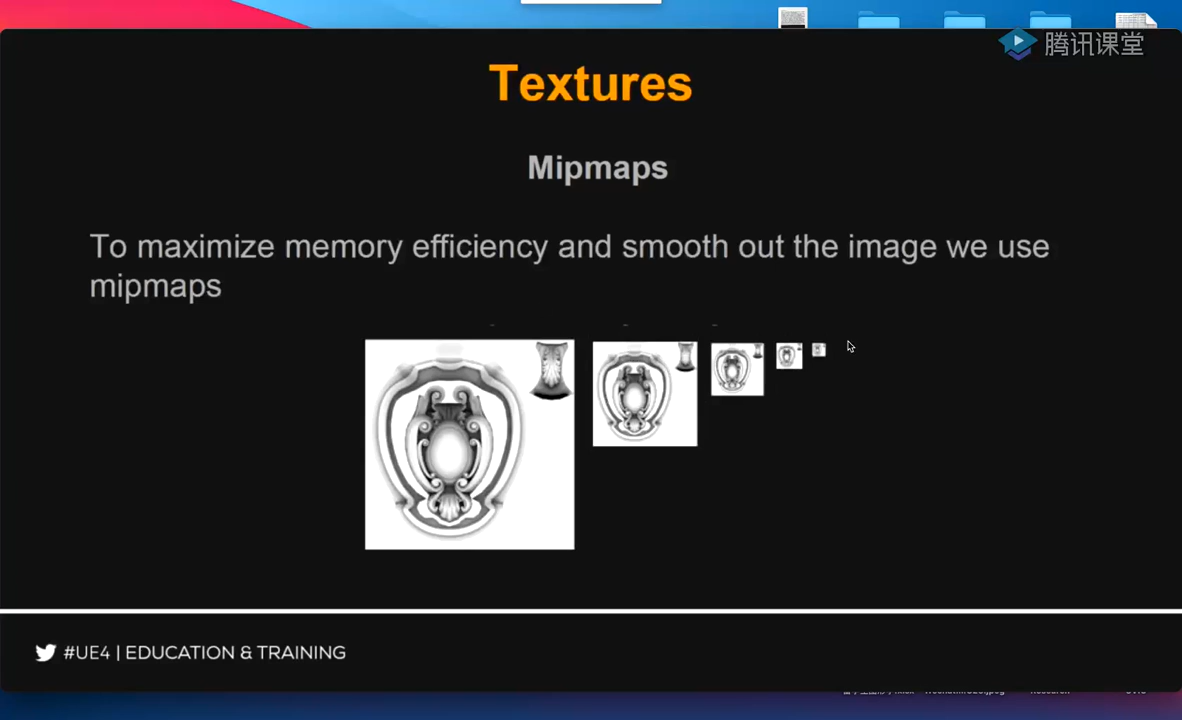 腾讯课堂
Textures
Mipmaps
To maximize memory efficiency and smooth out the image we use
mipmaps
#UE4 | EDUCATION & TRAINING